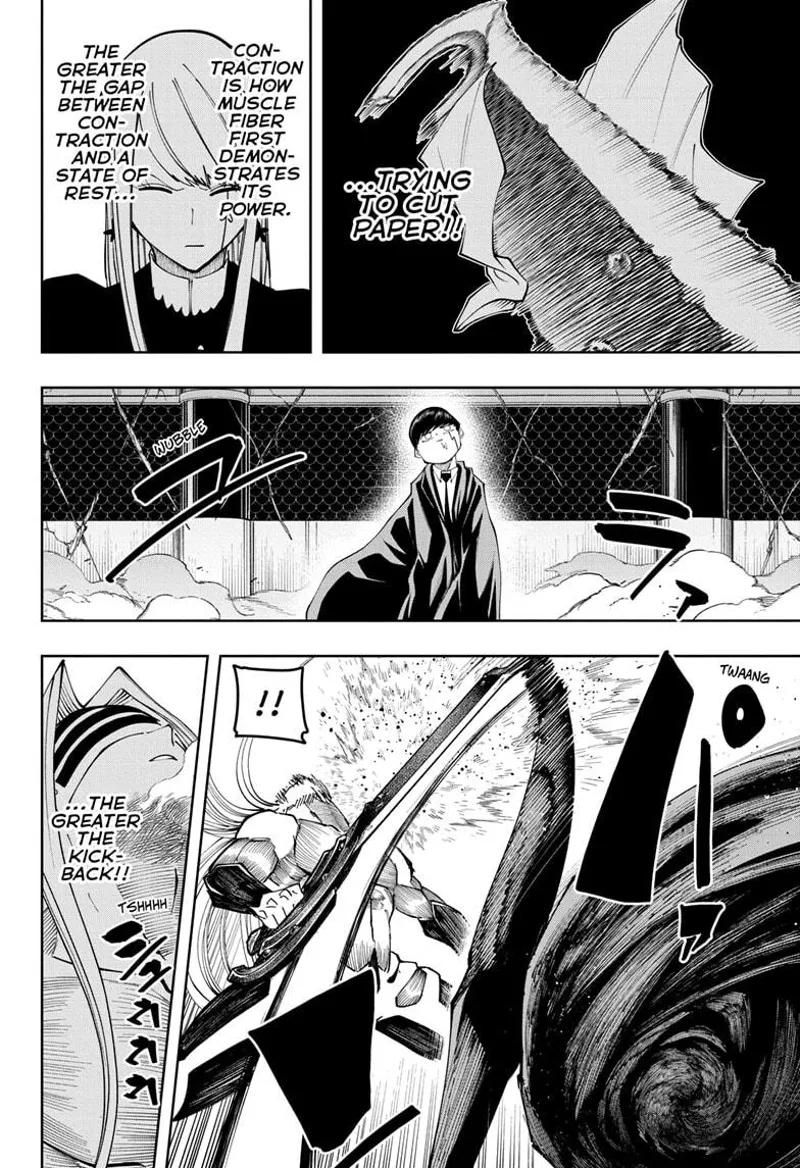 ...TRYING
TO CUT
PAPER!!
CON-
TRACTION
IS HOW
MUSCLE
FIBER
FIRST
DEMON-
STRATES
ITS
POWER.
THE
GREATER
THE GAP
BETWEEN
CON-
TRACTION
AND A
STATE OF
REST...
WUBBLE
TWAANG
!!
...THE
GREATER
THE
KICK-
BACK!!
TSHHHH